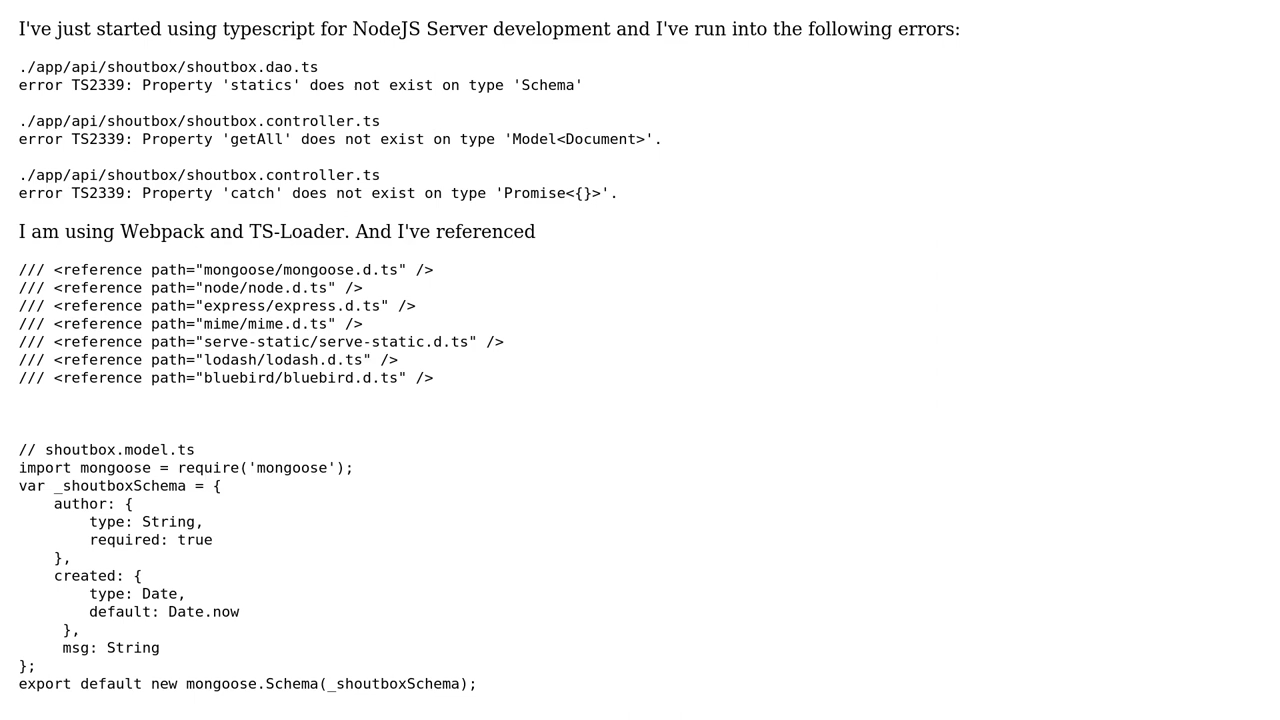 I've just started using typescript for NodeJS Server development and I've run into the following errors:
./app/api/shoutbox/shoutbox.dao.ts
error TS2339: Property 'statics' does not exist on type 'Schema'
./app/api/shoutbox/shoutbox.controller.ts
error TS2339: Property 'getAll' does not exist on type 'Model<Document>'.
./app/api/shoutbox/shoutbox.controller.ts
error TS2339: Property 'catch' does not exist on type 'Promise<{}>'.
I am using Webpack and TS-Loader. And I've referenced
/// <reference path="mongoose/mongoose.d.ts" />
/// <reference path="node/node.d.ts" />
/// <reference path="express/express.d.ts" />
/// <reference path="mime/mime.d.ts" />
/// <reference path="serve-static/serve-static.d.ts" />
/// <reference path="lodash/lodash.d.ts" />
/// <reference path="bluebird/bluebird.d.ts" />
// shoutbox.model.ts
import mongoose = require('mongoose');
var _shoutboxSchema = {
    author: {
        type: String,
        required: true
    },
    created: {
        type: Date,
        default: Date.now
     },
     msg: String
};
export default new mongoose.Schema(_shoutboxSchema);